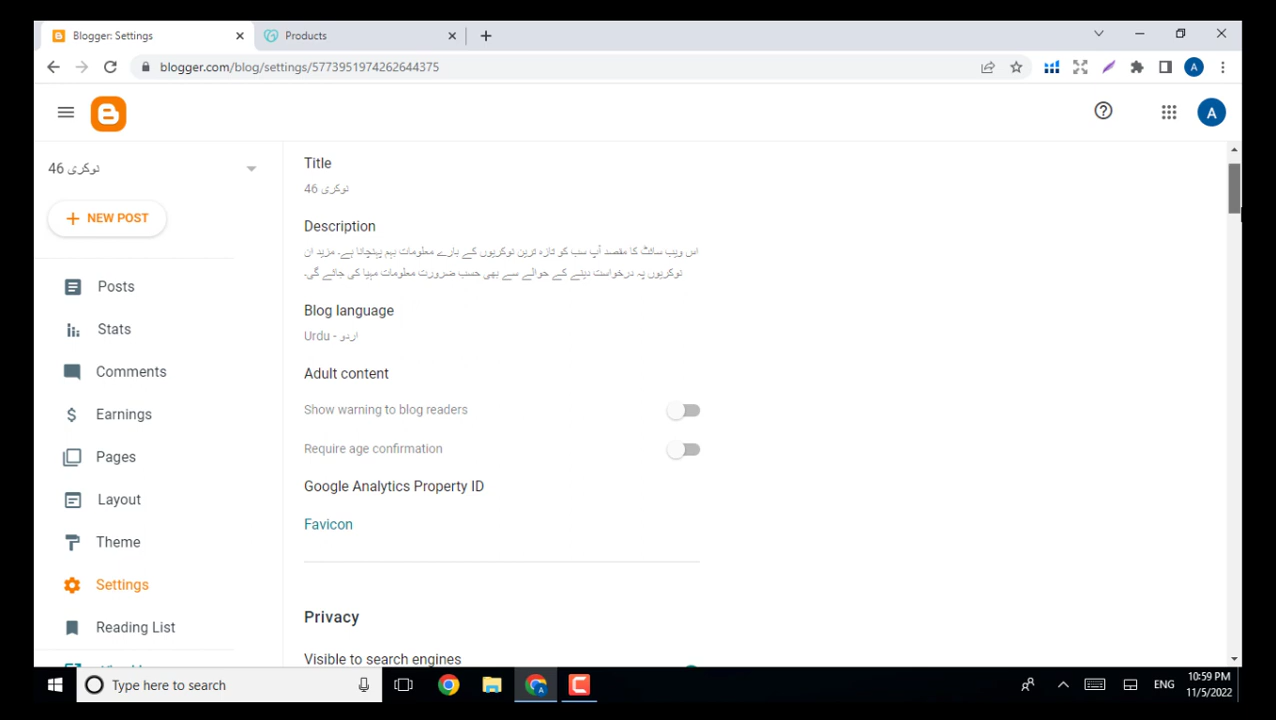 Blogger: Settings
Products
blogger.com/blog/settings/5773951974262644375
A
A
نوکری 46
NEW POST
Posts
Stats
Comments
Earnings
Pages
Layout
Theme
Settings
Reading List
Title
نوکری 46
Description
اس ویب سائٹ کا مقصد آپ سب کو تازہ ترین نوکریوں کے بارے معلومات بہم پہنچانا ہے۔ مزید ان
نوکریوں پہ درخواست دینے کے حوالے سے بھی حسب ضرورت معلومات مہیا کی جائے گی۔
Blog language
Urdu - اردو
Adult content
Show warning to blog readers
Require age confirmation
Google Analytics Property ID
Favicon
Privacy
Visible to search engines
Type here to search
ENG
10:59 PM
11/5/2022